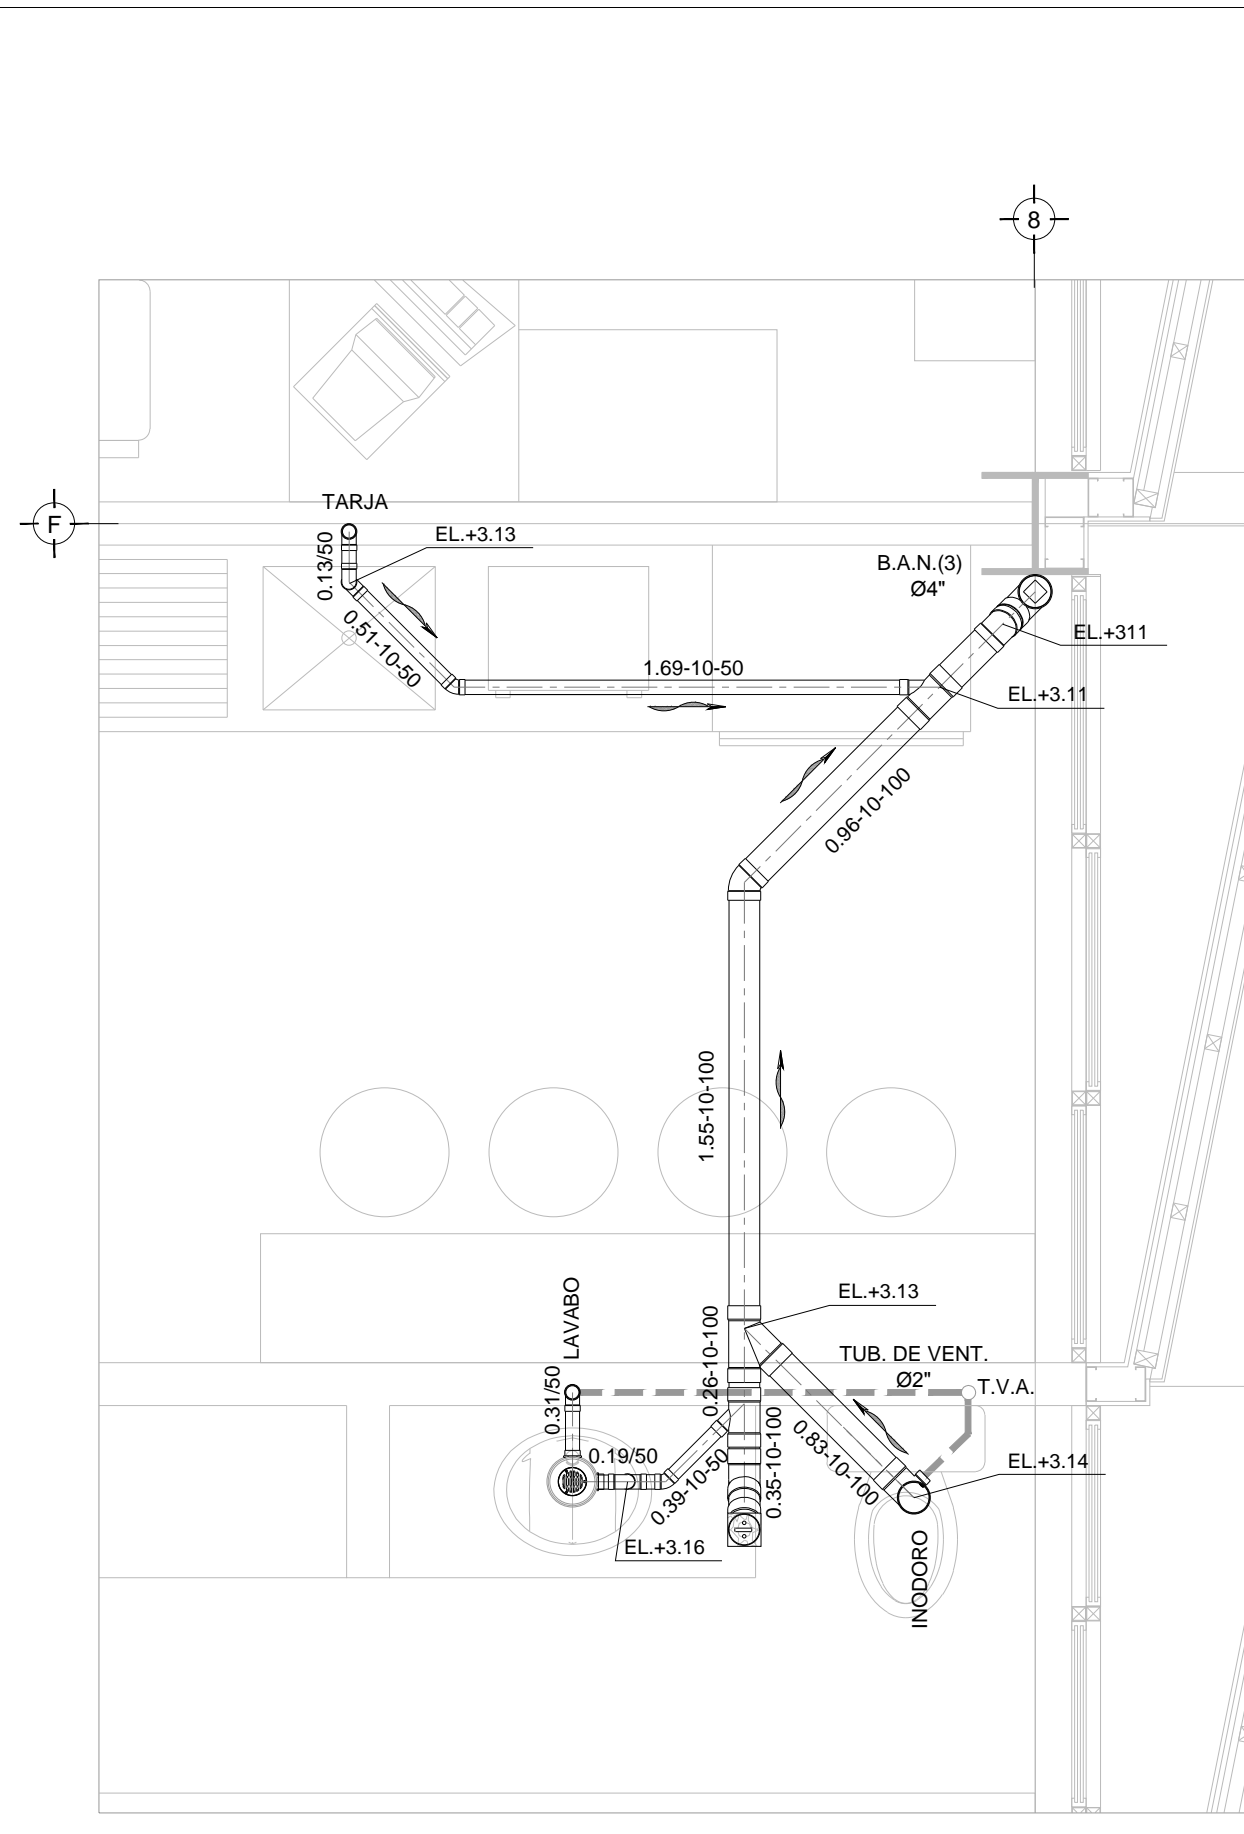 8
TARJA
F
EL.+3.13
0.13/50
B.A.N.(3)
Ø4"
0.51-10-50
EL.+311
1.69-10-50
EL.+3.11
0.96-10-100
1.55-10-100
LAVABO
EL.+3.13
0.26-10-100
TUB. DE VENT.
Ø2"
T.V.A.
0.31/50
0.19/50
0.39-10-50
0.35-10-100
0.83-10-100
EL.+3.14
EL.+3.16
INODORO